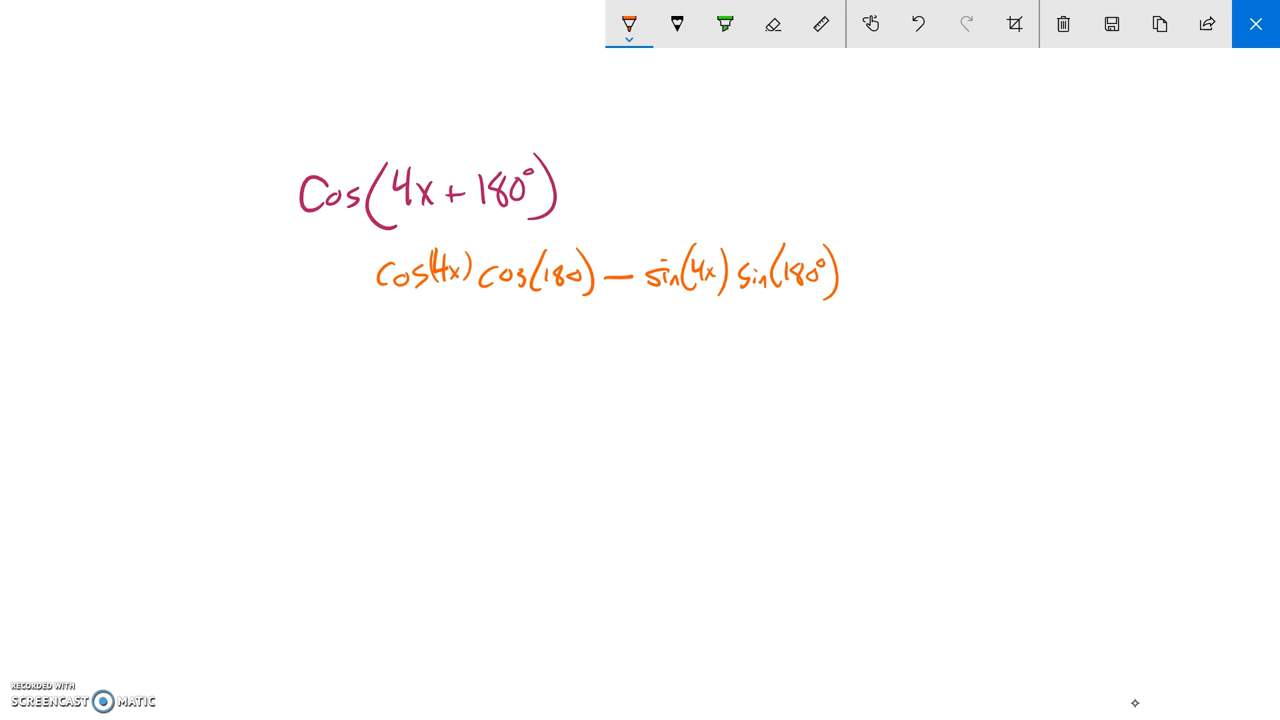 Cos(4x + 180°)
cos(4x) cos(180) — sin(4x) sin(180°)
RECORDED WITH
SCREENCAST MATIC